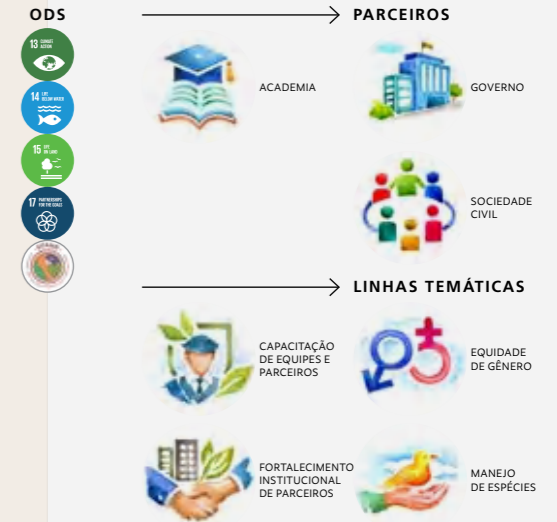 ODS
PARCEIROS
13 CLIMATE
ACTION
14 LIFE
BELOW WATER
15 LIFE
ON LAND
17 PARTNERSHIPS
FOR THE GOALS
ACADEMIA
GOVERNO
SOCIEDADE
CIVIL
LINHAS TEMÁTICAS
CAPACITAÇÃO
DE EQUIPES E
PARCEIROS
EQUIDADE
DE GÊNERO
FORTALECIMENTO
INSTITUCIONAL
DE PARCEIROS
MANEJO
DE ESPÉCIES